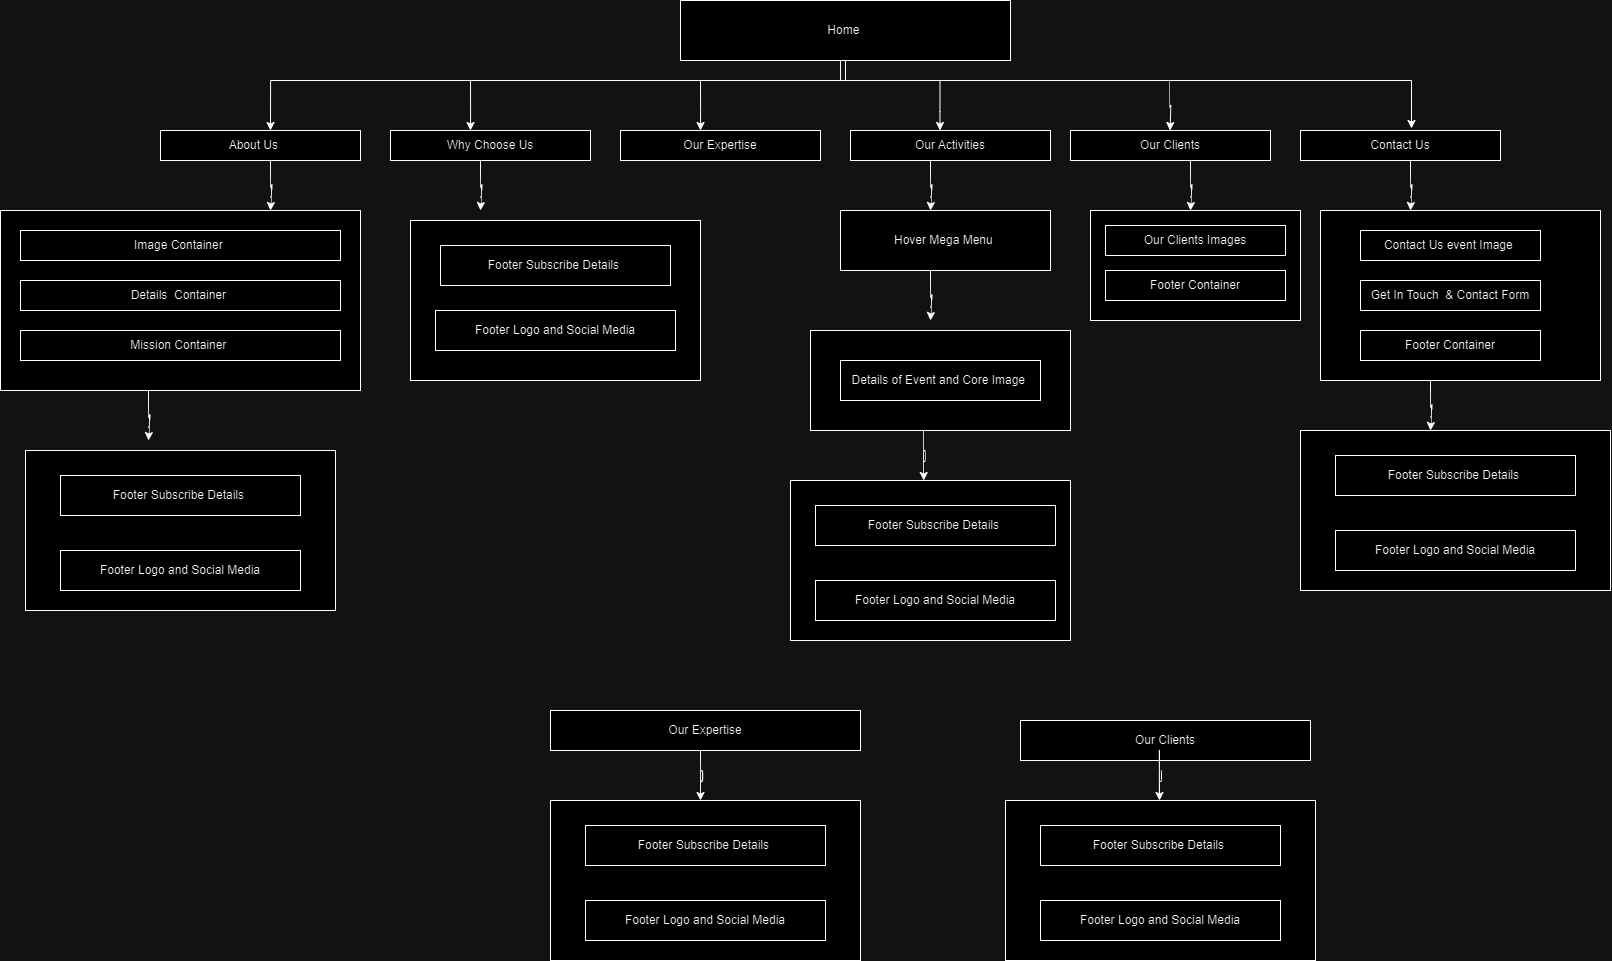 Home
About Us
Why Choose Us
Our Expertise
Our Activities
Our Clients
Contact Us
Image Container
Details  Container
Mission Container
Footer Subscribe Details
Footer Logo and Social Media
Footer Subscribe Details
Footer Logo and Social Media
Hover Mega Menu
Details of Event and Core Image
Footer Subscribe Details
Footer Logo and Social Media
Our Clients Images
Footer Container
Contact Us event Image
Get In Touch  & Contact Form
Footer Container
Footer Subscribe Details
Footer Logo and Social Media
Our Expertise
Footer Subscribe Details
Footer Logo and Social Media
Our Clients
Footer Subscribe Details
Footer Logo and Social Media